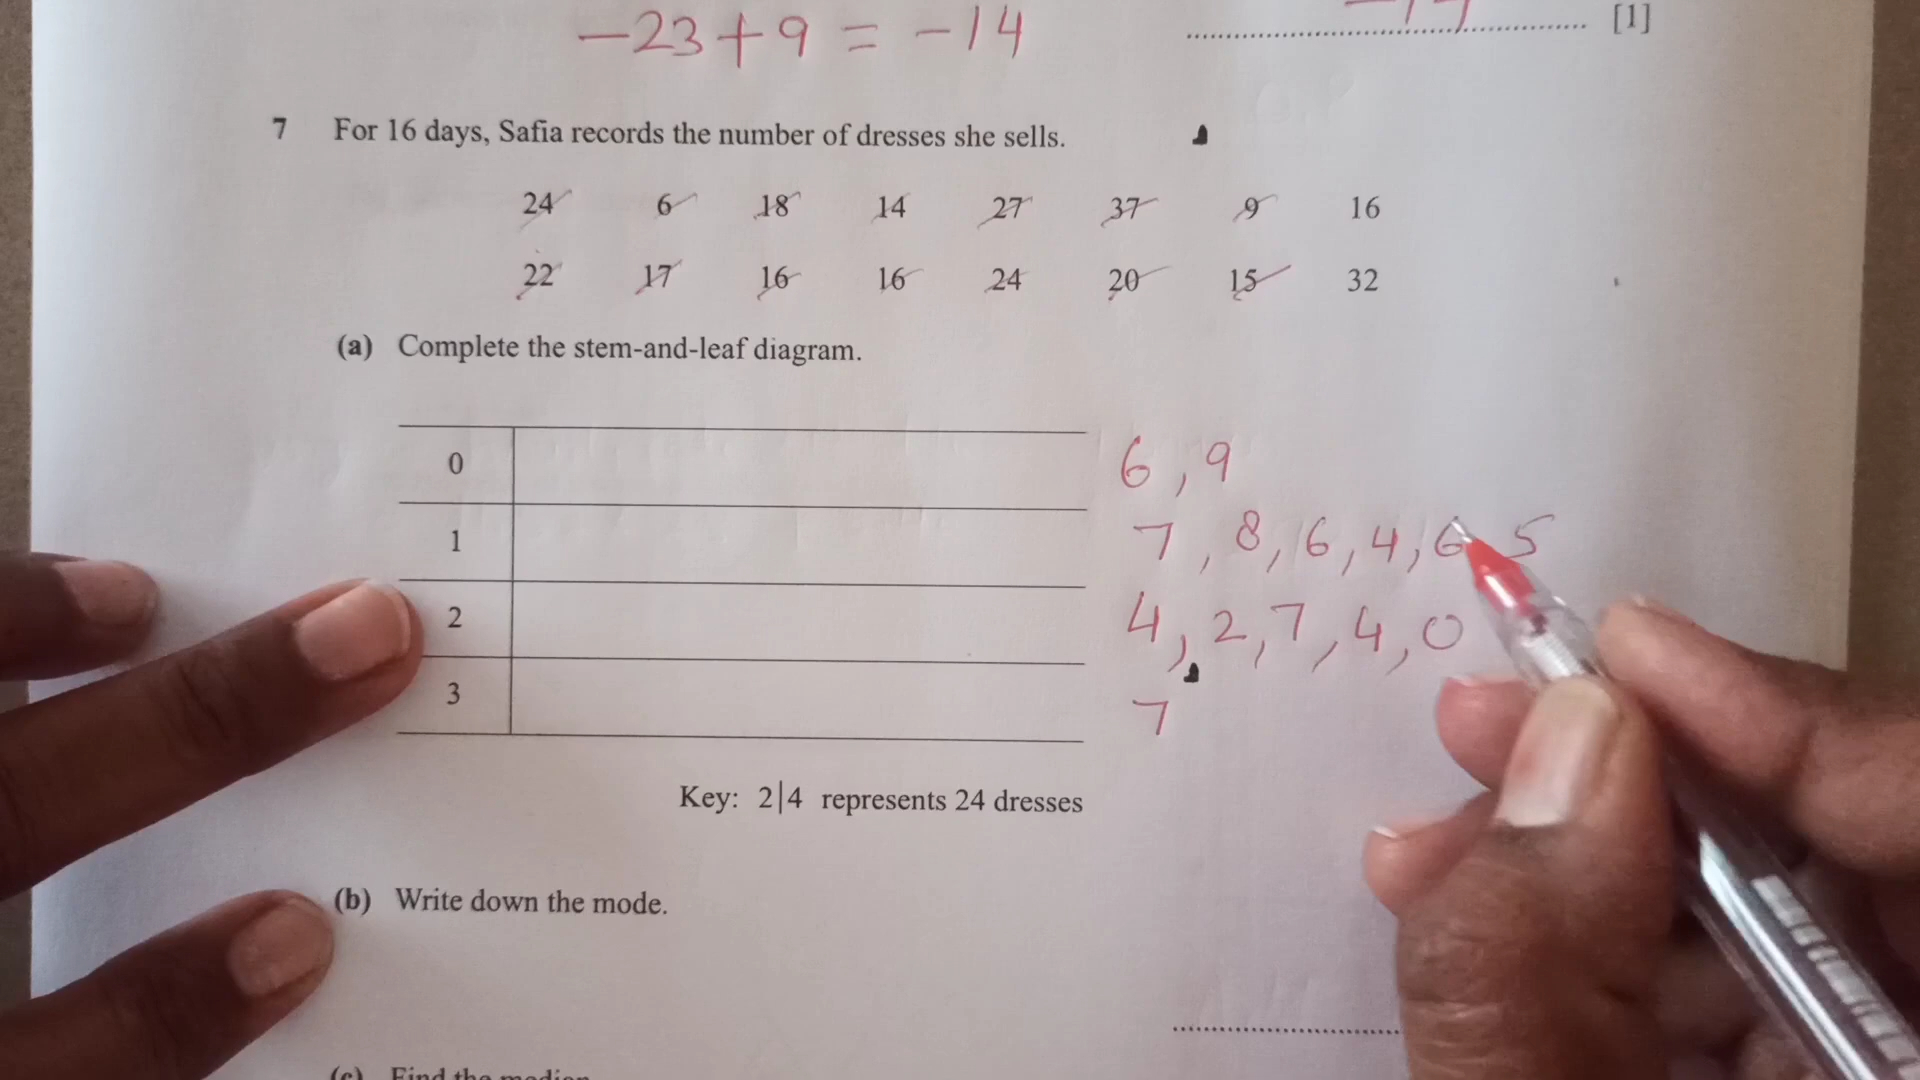 −23+9 = −14
[1]
7 For 16 days, Safia records the number of dresses she sells.
24 6 18 14 27 37 9 16
22 17 16 16 24 20 15 32
(a) Complete the stem-and-leaf diagram.
0 6, 9
1 7, 8, 6, 4, 6 5
2 4, 2, 7, 4, 0
3 7
Key: 2|4 represents 24 dresses
(b) Write down the mode.
(c) Find the median